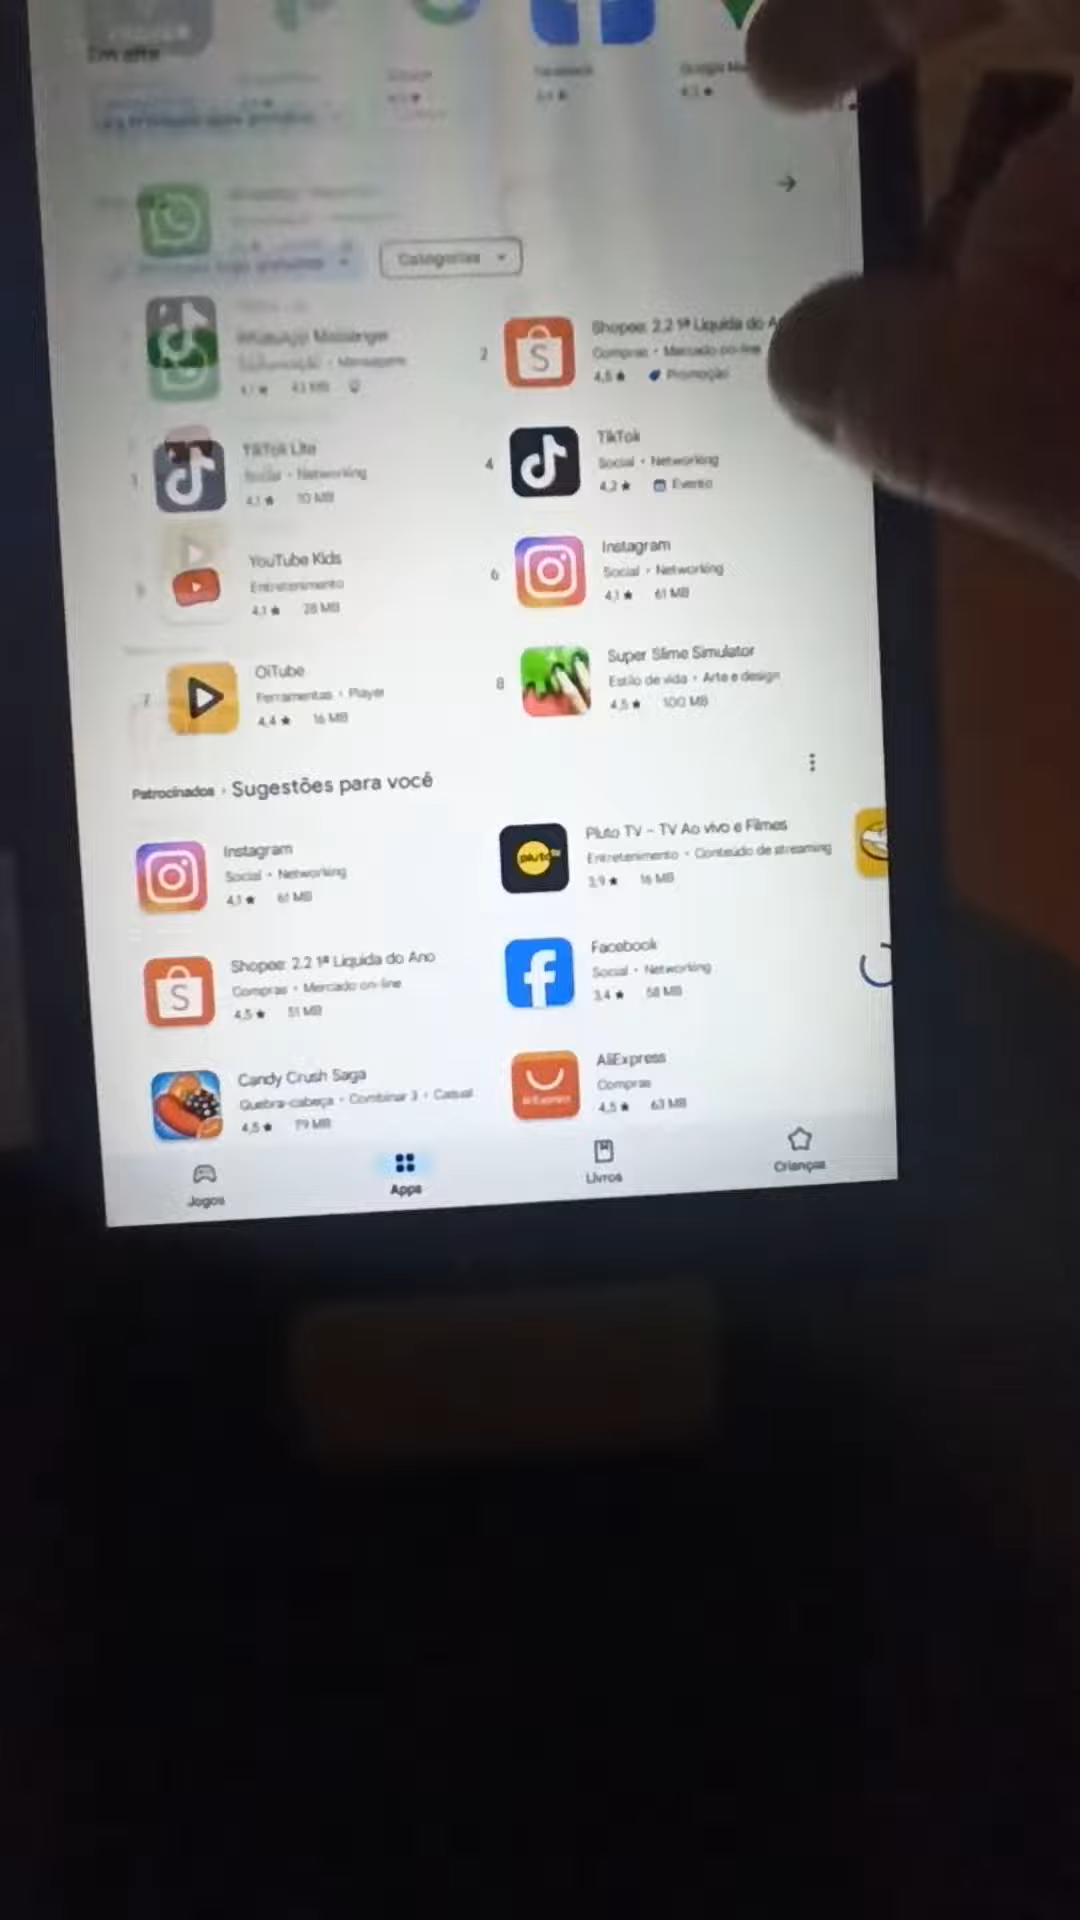 Em alta
Facebook
Categorias
WhatsApp Messenger
2
Shopee: 2.2 1ª Liquida do A
Compras • Mercado on-line
4,5 ★ Promoção
TikTok Lite
Social • Networking
4,1 ★ 10 MB
4
TikTok
Social • Networking
4,2 ★ Evento
YouTube Kids
Entretenimento
4,1 ★ 28 MB
6
Instagram
Social • Networking
4,1 ★ 61 MB
7
OiTube
Ferramentas • Player
4,4 ★ 16 MB
8
Super Slime Simulator
Estilo de vida • Arte e design
4,5 ★ 100 MB
Patrocinados • Sugestões para você
Instagram
Social • Networking
4,1 ★ 61 MB
pluto tv
Pluto TV – TV Ao vivo e Filmes
Entretenimento • Conteúdo de streaming
3,9 ★ 16 MB
Shopee: 2.2 1ª Liquida do Ano
Compras • Mercado on-line
4,5 ★ 51 MB
Facebook
Social • Networking
3,4 ★ 58 MB
Candy Crush Saga
Quebra-cabeça • Combinar 3 • Casual
4,5 ★ 79 MB
AliExpress
AliExpress
Compras
4,5 ★ 63 MB
Jogos
Apps
Livros
Crianças